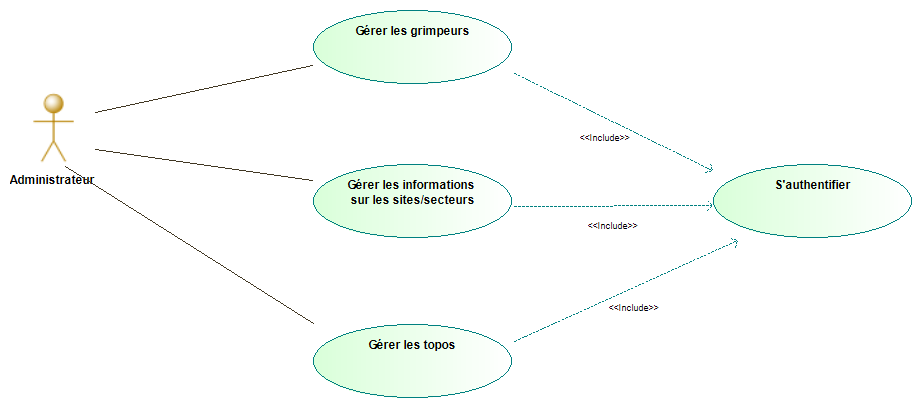 Gérer les grimpeurs
<<Include>>
Administrateur
Gérer les informations
sur les sites/secteurs
S'authentifier
<<Include>>
<<Include>>
Gérer les topos